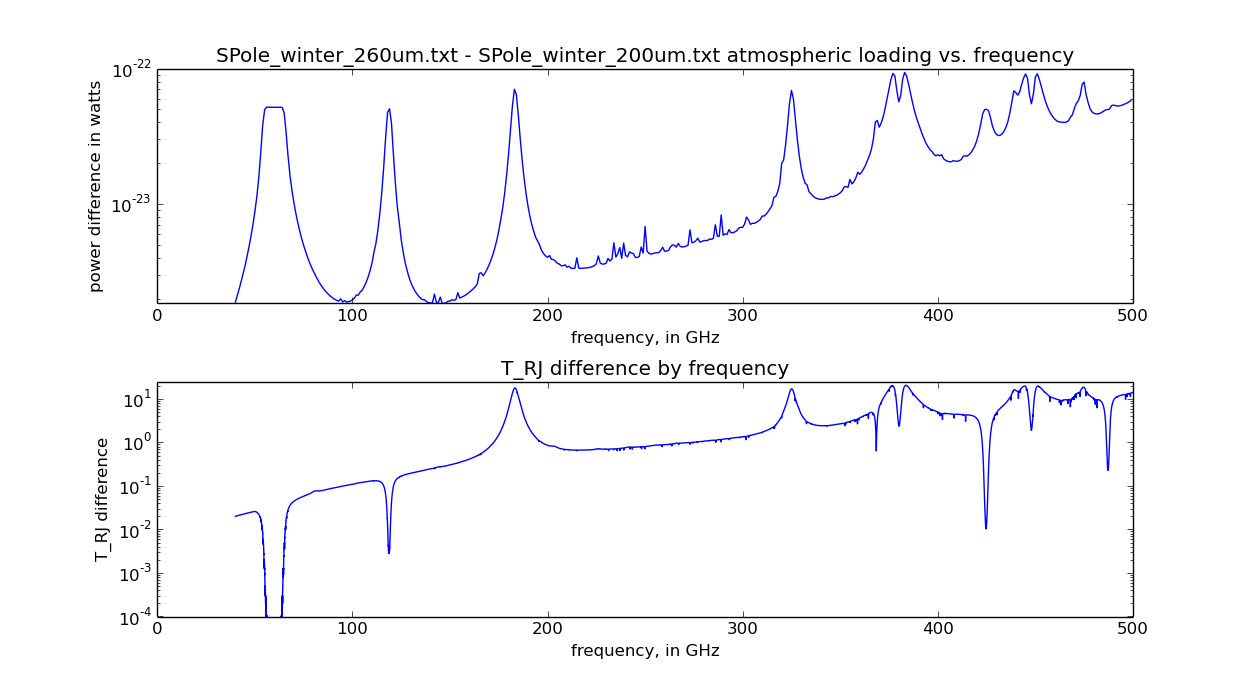 SPole_winter_260um.txt - SPole_winter_200um.txt atmospheric loading vs. frequency
power difference in watts
10^-22
10^-23
0 100 200 300 400 500
frequency, in GHz
T_RJ difference by frequency
T_RJ difference
10^1
10^0
10^-1
10^-2
10^-3
10^-4
0 100 200 300 400 500
frequency, in GHz